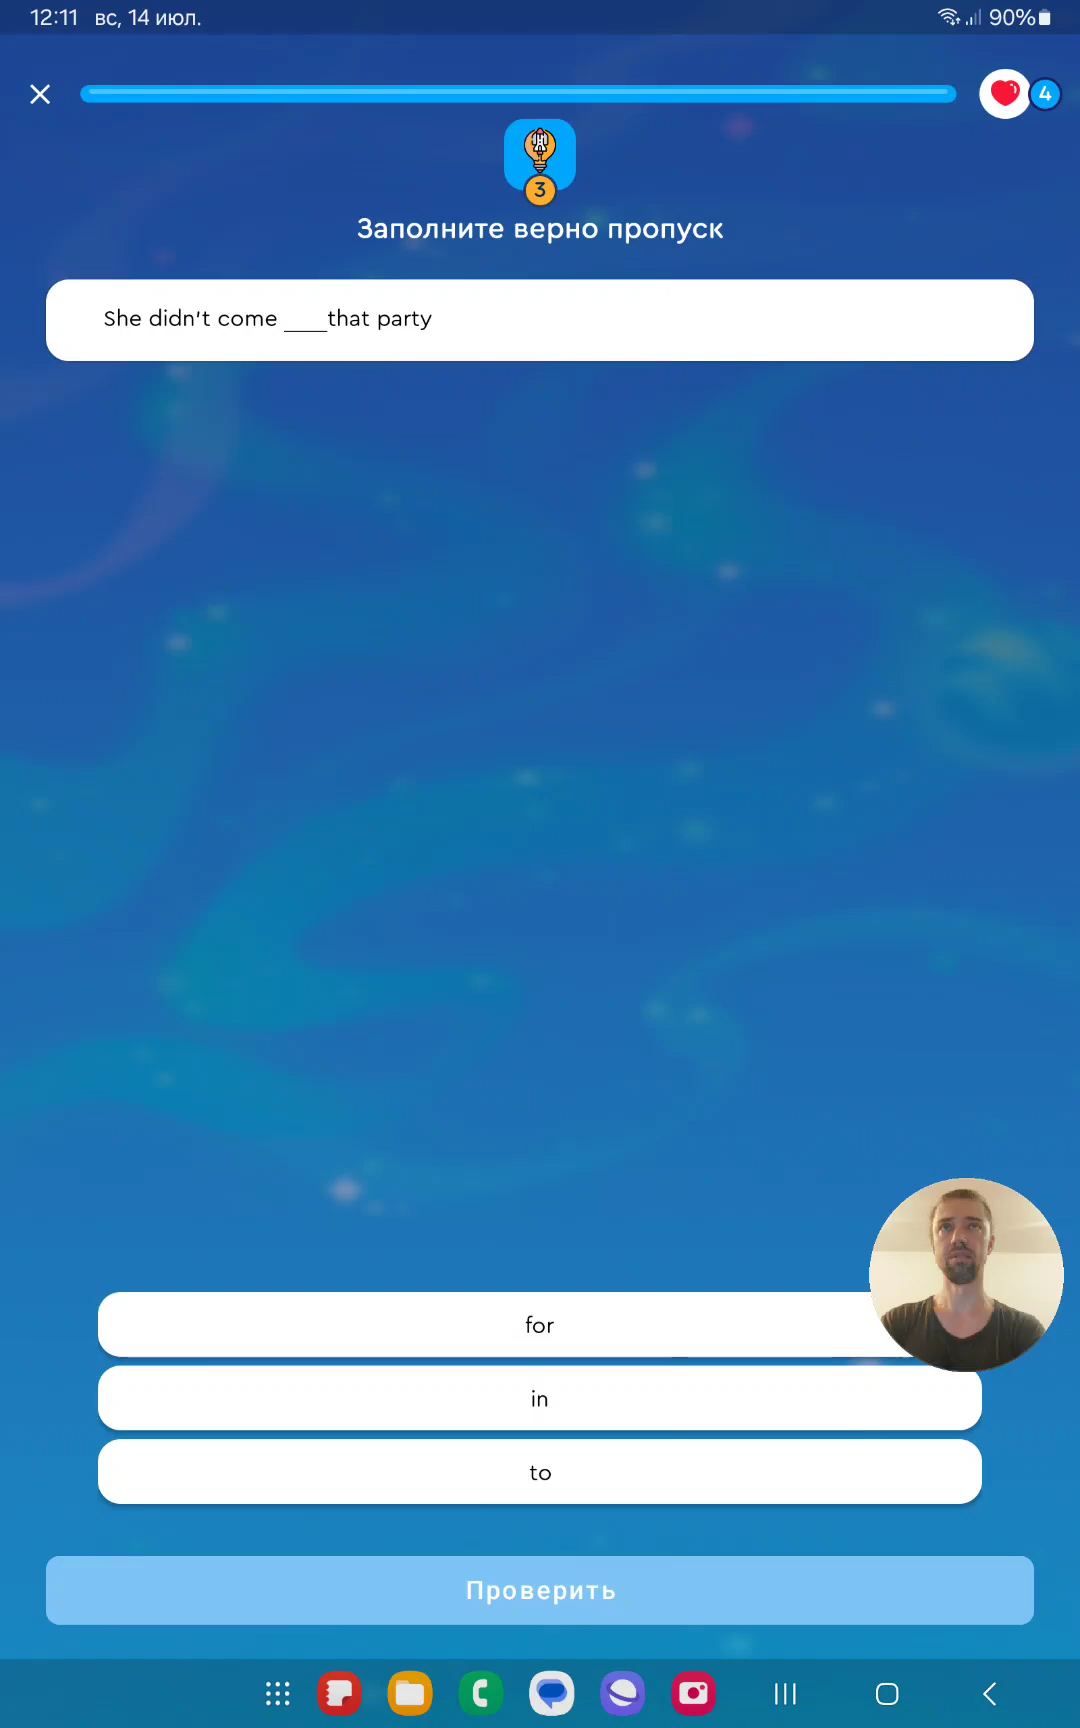 12:11 вс, 14 июл. 90%
4
3
Заполните верно пропуск
She didn't come ____that party
for
in
to
Проверить